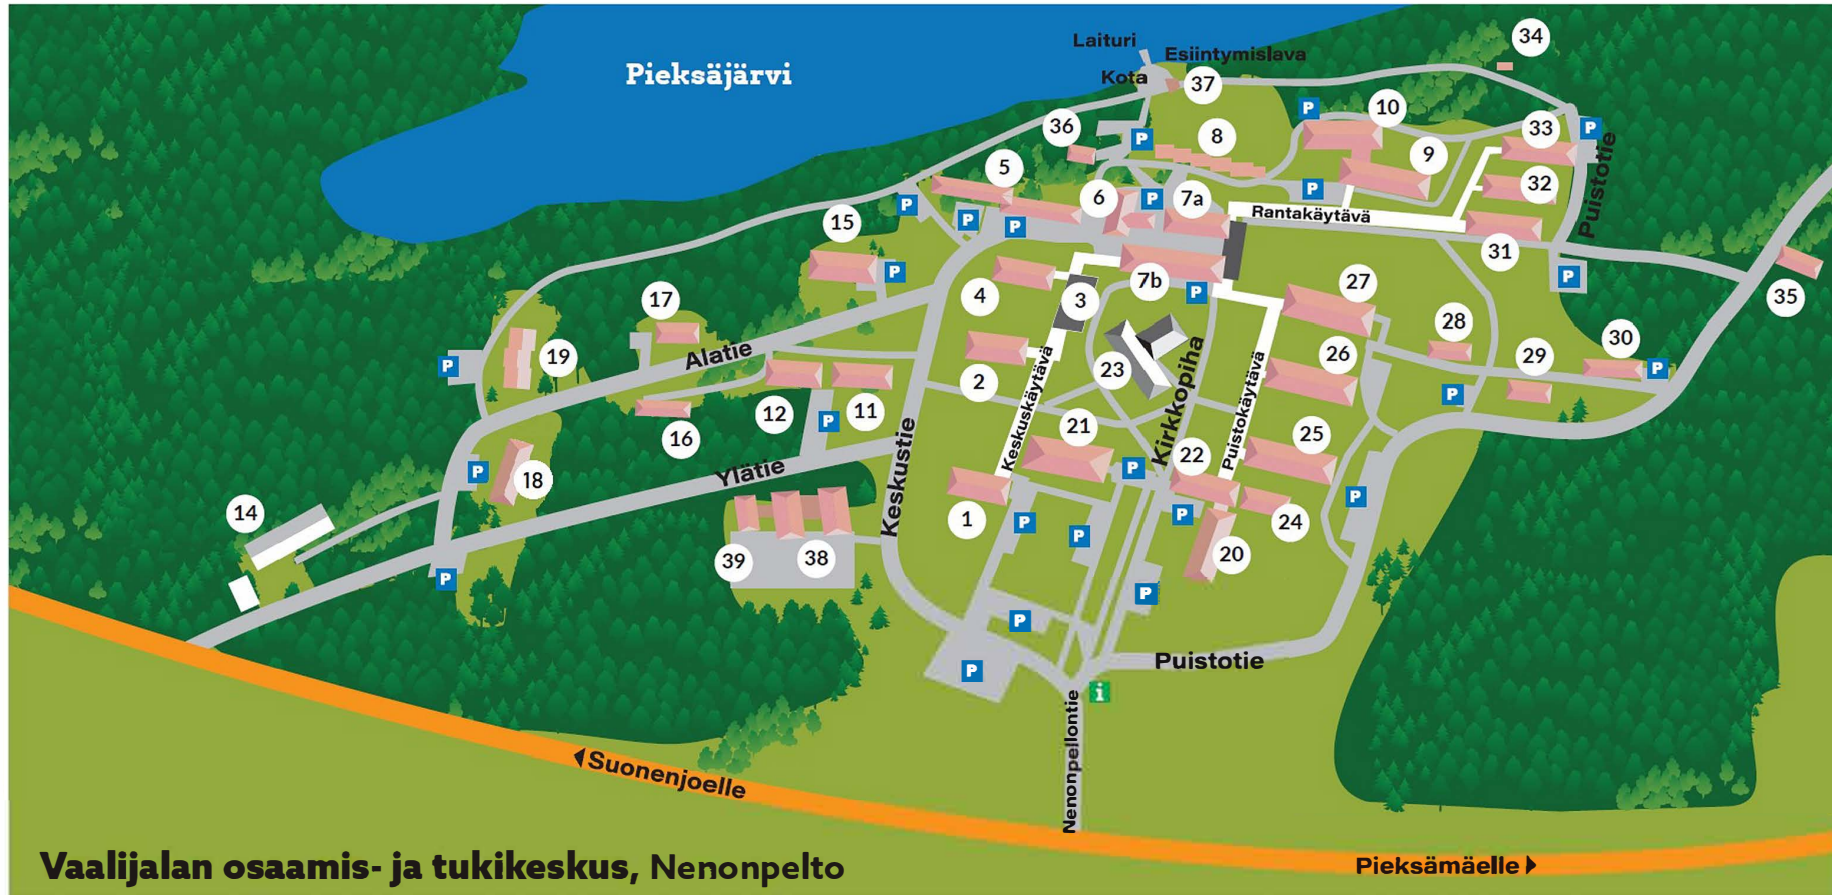 34
Laituri
Esiintymislava
Pieksäjärvi
Kota
37
P
10
36
P
8
33
P
Puistotie
9
5
32
P
6
P
7a
P
15
P
P
Rantakäytävä
31
4
P
3
7b
P
27
P
35
17
28
30
Alatie
19
P
2
Keskuskäytävä
23
Kirkkopiha
26
29
P
Puistokäytävä
P
12
11
P
16
21
25
Keskustie
P
18
Ylätie
22
P
P
14
1
P
P
P
24
39
38
20
P
P
P
P
Puistotie
i
Nenonpellontie
Suonenjoelle
Pieksämäelle
Vaalijalan osaamis- ja tukikeskus, Nenonpelto